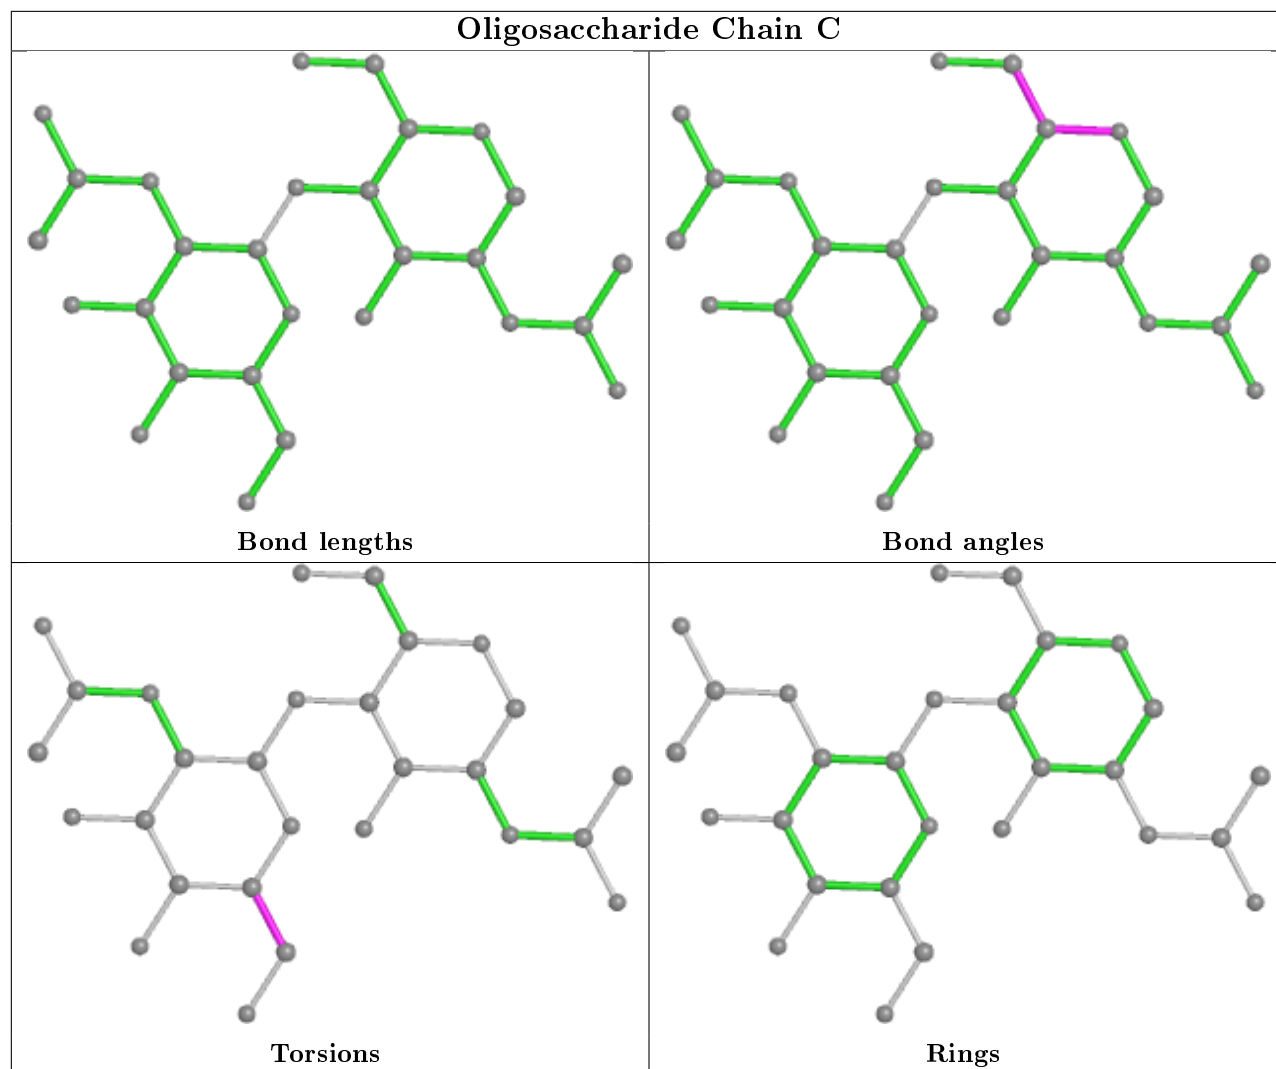 Oligosaccharide Chain C
Bond lengths
Bond angles
Torsions
Rings